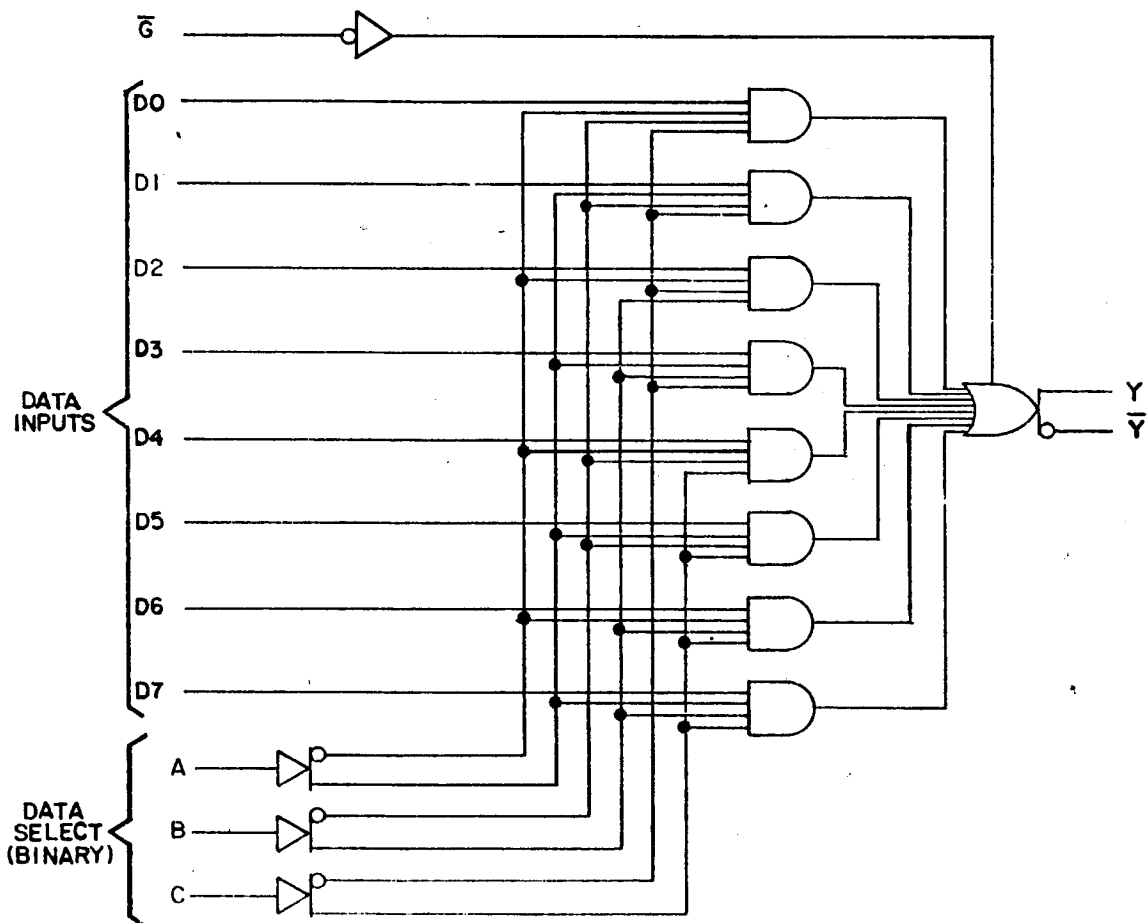 G̅
D0
D1
D2
D3
DATA
INPUTS
D4
D5
D6
D7
A
DATA
SELECT
(BINARY)
B
C
Y
Y̅